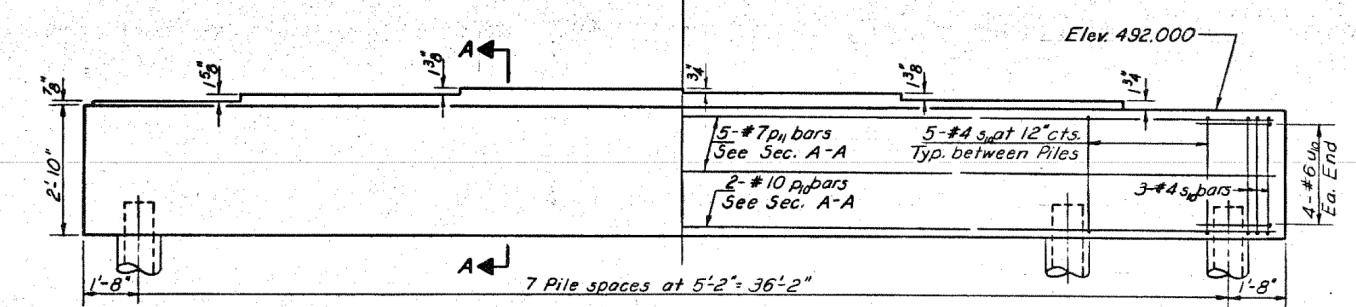 Elev. 492.000
A
A
7/8"
1 5/8"
1 3/8"
3/4"
1 3/8"
1 3/4"
2'-10"
5-#7 p11 bars
See Sec. A-A
5-#4 s10 at 12" cts.
Typ. between Piles
2-#10 p10 bars
See Sec. A-A
3-#4 s10 bars
4-#6 u10
Ea. End
1'-8"
7 Pile spaces at 5'-2" = 36'-2"
1'-8"